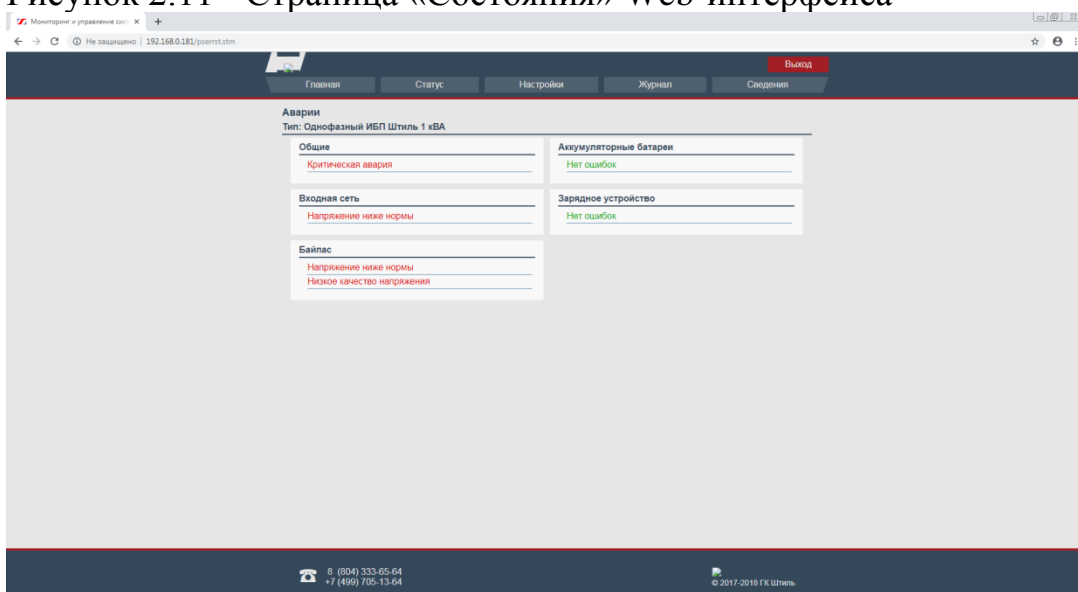 Рисунок 2.11 - Страница «Состояния» Web-интерфейса
Мониторинг и управление сис
Не защищено | 192.168.0.181/pserrst.stm
Выход
Главная Статус Настройки Журнал Сведения
Аварии
Тип: Однофазный ИБП Штиль 1 кВА
Общие
Критическая авария
Аккумуляторные батареи
Нет ошибок
Входная сеть
Напряжение ниже нормы
Зарядное устройство
Нет ошибок
Байпас
Напряжение ниже нормы
Низкое качество напряжения
8 (804) 333-65-64
+7 (499) 705-13-64
© 2017-2018 ГК Штиль